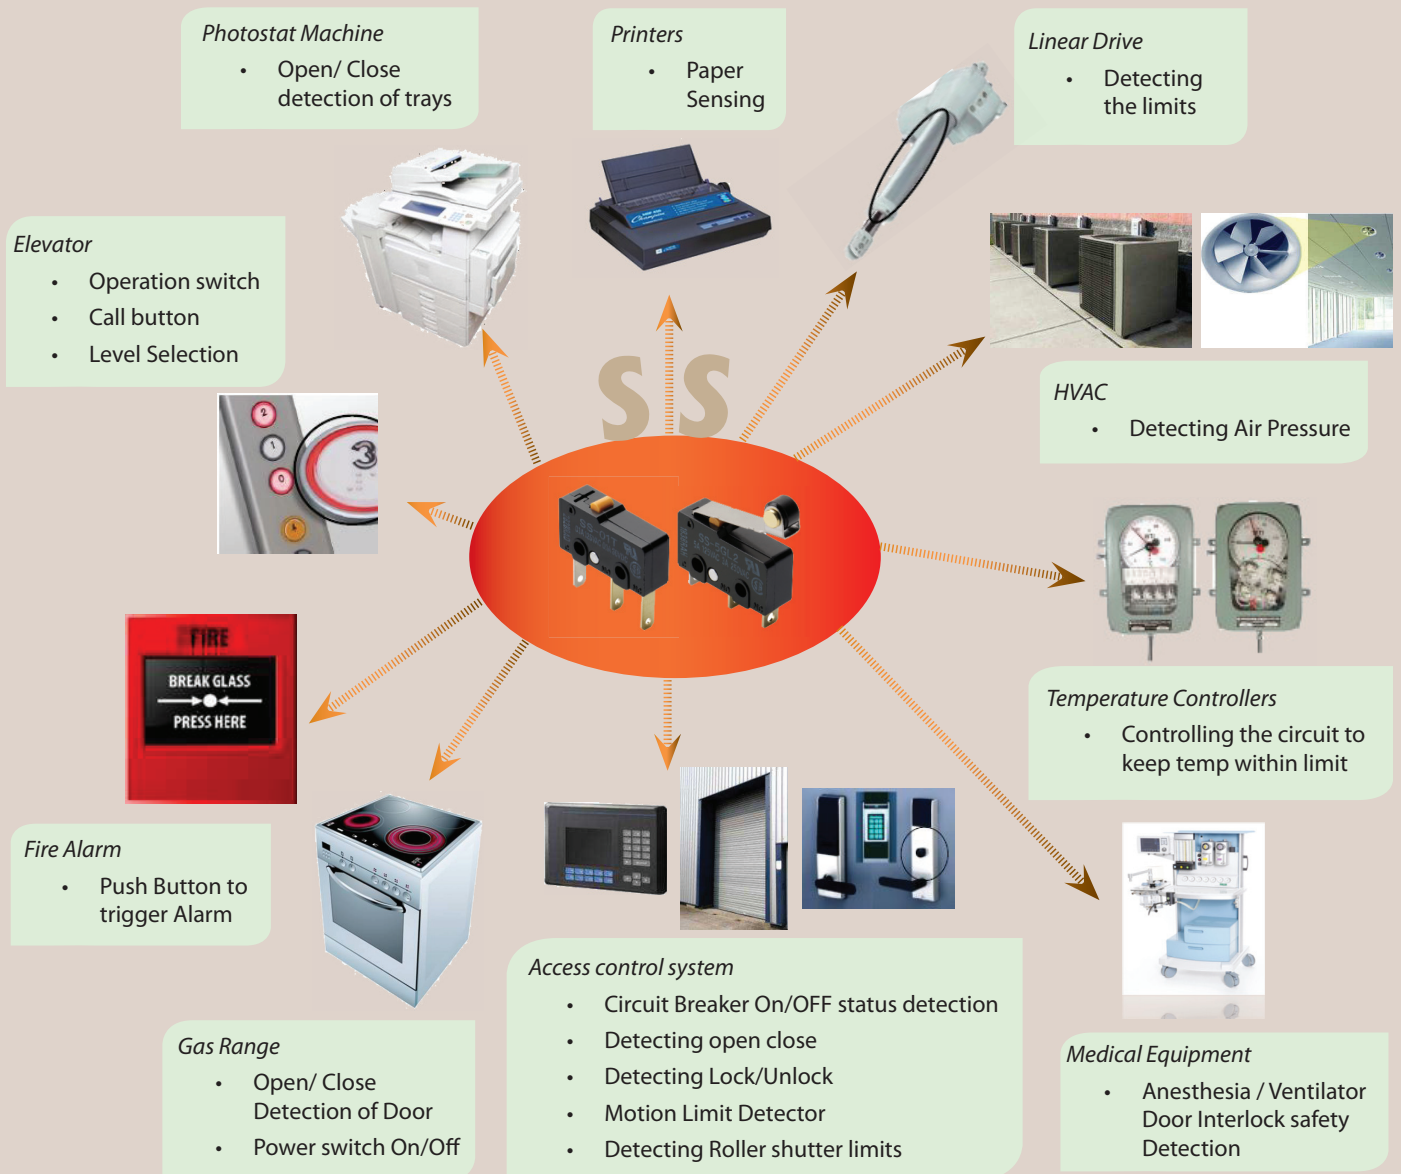 Photostat Machine
• Open/ Close
detection of trays
Printers
• Paper
Sensing
Linear Drive
• Detecting
the limits
Elevator
• Operation switch
• Call button
• Level Selection
SS
HVAC
• Detecting Air Pressure
2
1
0
3
FIRE
BREAK GLASS
PRESS HERE
Temperature Controllers
• Controlling the circuit to
keep temp within limit
Fire Alarm
• Push Button to
trigger Alarm
Gas Range
• Open/ Close
Detection of Door
• Power switch On/Off
Access control system
• Circuit Breaker On/OFF status detection
• Detecting open close
• Detecting Lock/Unlock
• Motion Limit Detector
• Detecting Roller shutter limits
Medical Equipment
• Anesthesia / Ventilator
Door Interlock safety
Detection